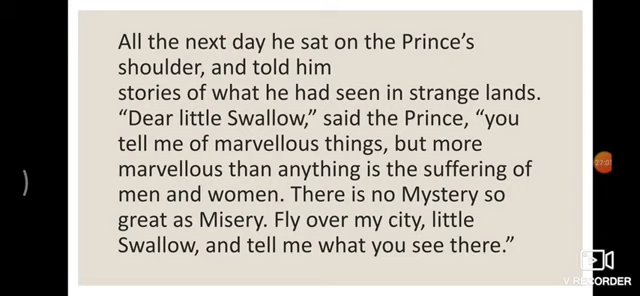 All the next day he sat on the Prince's
shoulder, and told him
stories of what he had seen in strange lands.
“Dear little Swallow,” said the Prince, “you
tell me of marvellous things, but more
marvellous than anything is the suffering of
men and women. There is no Mystery so
great as Misery. Fly over my city, little
Swallow, and tell me what you see there.”
27:01
V RECORDER